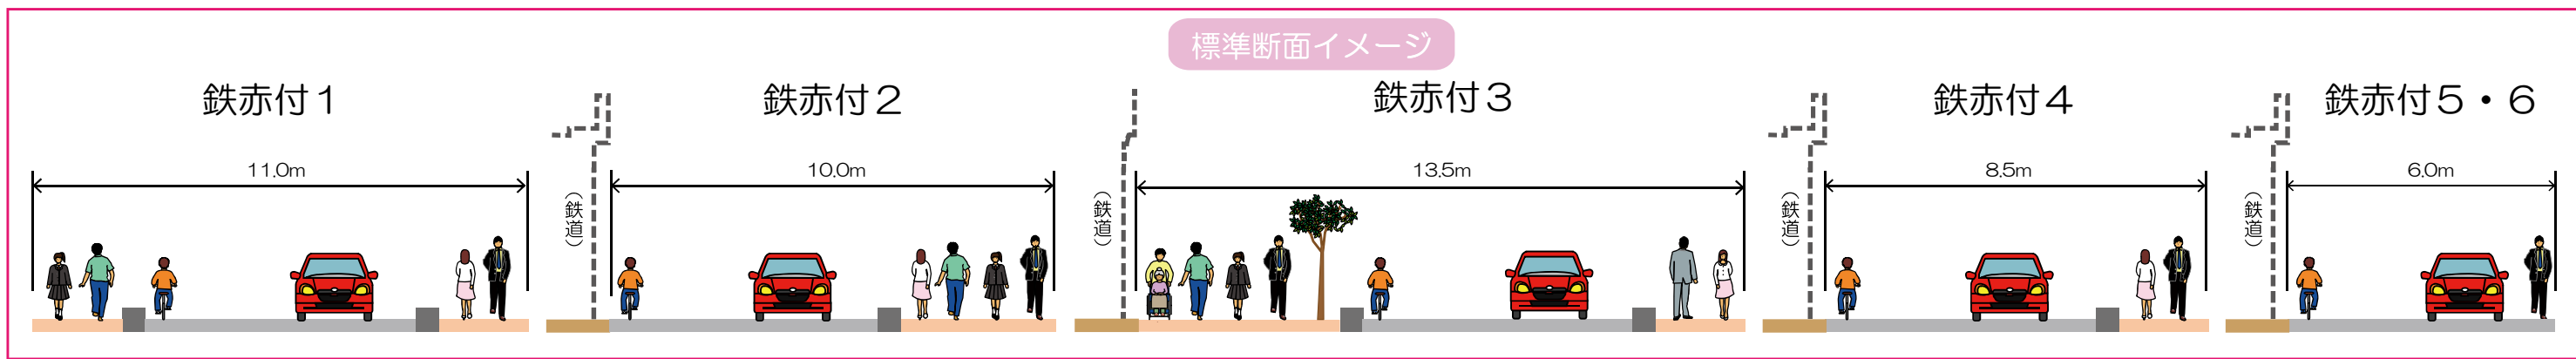 標準断面イメージ
鉄赤付1
11.0m
鉄赤付2
10.0m
(鉄道)
鉄赤付3
13.5m
(鉄道)
鉄赤付4
8.5m
(鉄道)
鉄赤付5・6
6.0m
(鉄道)